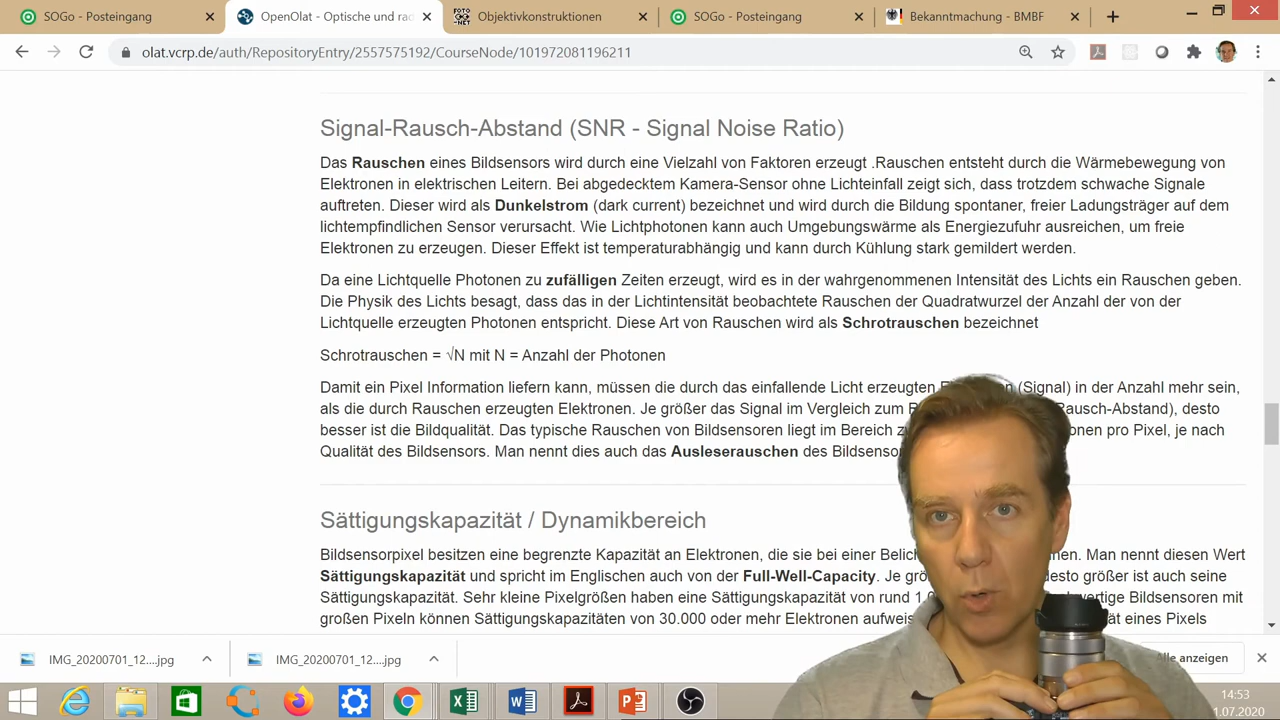 SOGo - Posteingang
OpenOlat - Optische und rad
Objektivkonstruktionen
SOGo - Posteingang
Bekanntmachung - BMBF
olat.vcrp.de/auth/RepositoryEntry/2557575192/CourseNode/101972081196211
Signal-Rausch-Abstand (SNR - Signal Noise Ratio)
Das Rauschen eines Bildsensors wird durch eine Vielzahl von Faktoren erzeugt .Rauschen entsteht durch die Wärmebewegung von
Elektronen in elektrischen Leitern. Bei abgedecktem Kamera-Sensor ohne Lichteinfall zeigt sich, dass trotzdem schwache Signale
auftreten. Dieser wird als Dunkelstrom (dark current) bezeichnet und wird durch die Bildung spontaner, freier Ladungsträger auf dem
lichtempfindlichen Sensor verursacht. Wie Lichtphotonen kann auch Umgebungswärme als Energiezufuhr ausreichen, um freie
Elektronen zu erzeugen. Dieser Effekt ist temperaturabhängig und kann durch Kühlung stark gemildert werden.
Da eine Lichtquelle Photonen zu zufälligen Zeiten erzeugt, wird es in der wahrgenommenen Intensität des Lichts ein Rauschen geben.
Die Physik des Lichts besagt, dass das in der Lichtintensität beobachtete Rauschen der Quadratwurzel der Anzahl der von der
Lichtquelle erzeugten Photonen entspricht. Diese Art von Rauschen wird als Schrotrauschen bezeichnet
Schrotrauschen = √N mit N = Anzahl der Photonen
Damit ein Pixel Information liefern kann, müssen die durch das einfallende Licht erzeugten (Signal) in der Anzahl mehr sein,
als die durch Rauschen erzeugten Elektronen. Je größer das Signal im Vergleich zum Rausch-Abstand), desto
besser ist die Bildqualität. Das typische Rauschen von Bildsensoren liegt im Bereich pro Pixel, je nach
Qualität des Bildsensors. Man nennt dies auch das Ausleserauschen des
Sättigungskapazität / Dynamikbereich
Bildsensorpixel besitzen eine begrenzte Kapazität an Elektronen, die sie bei einer Man nennt diesen Wert
Sättigungskapazität und spricht im Englischen auch von der Full-Well-Capacity. Je desto größer ist auch seine
Sättigungskapazität. Sehr kleine Pixelgrößen haben eine Sättigungskapazität von rund Bildsensoren mit
großen Pixeln können Sättigungskapazitäten von 30.000 oder mehr Elektronen eines Pixels
IMG_20200701_12....jpg
IMG_20200701_12....jpg
Alle anzeigen
14:53
1.07.2020